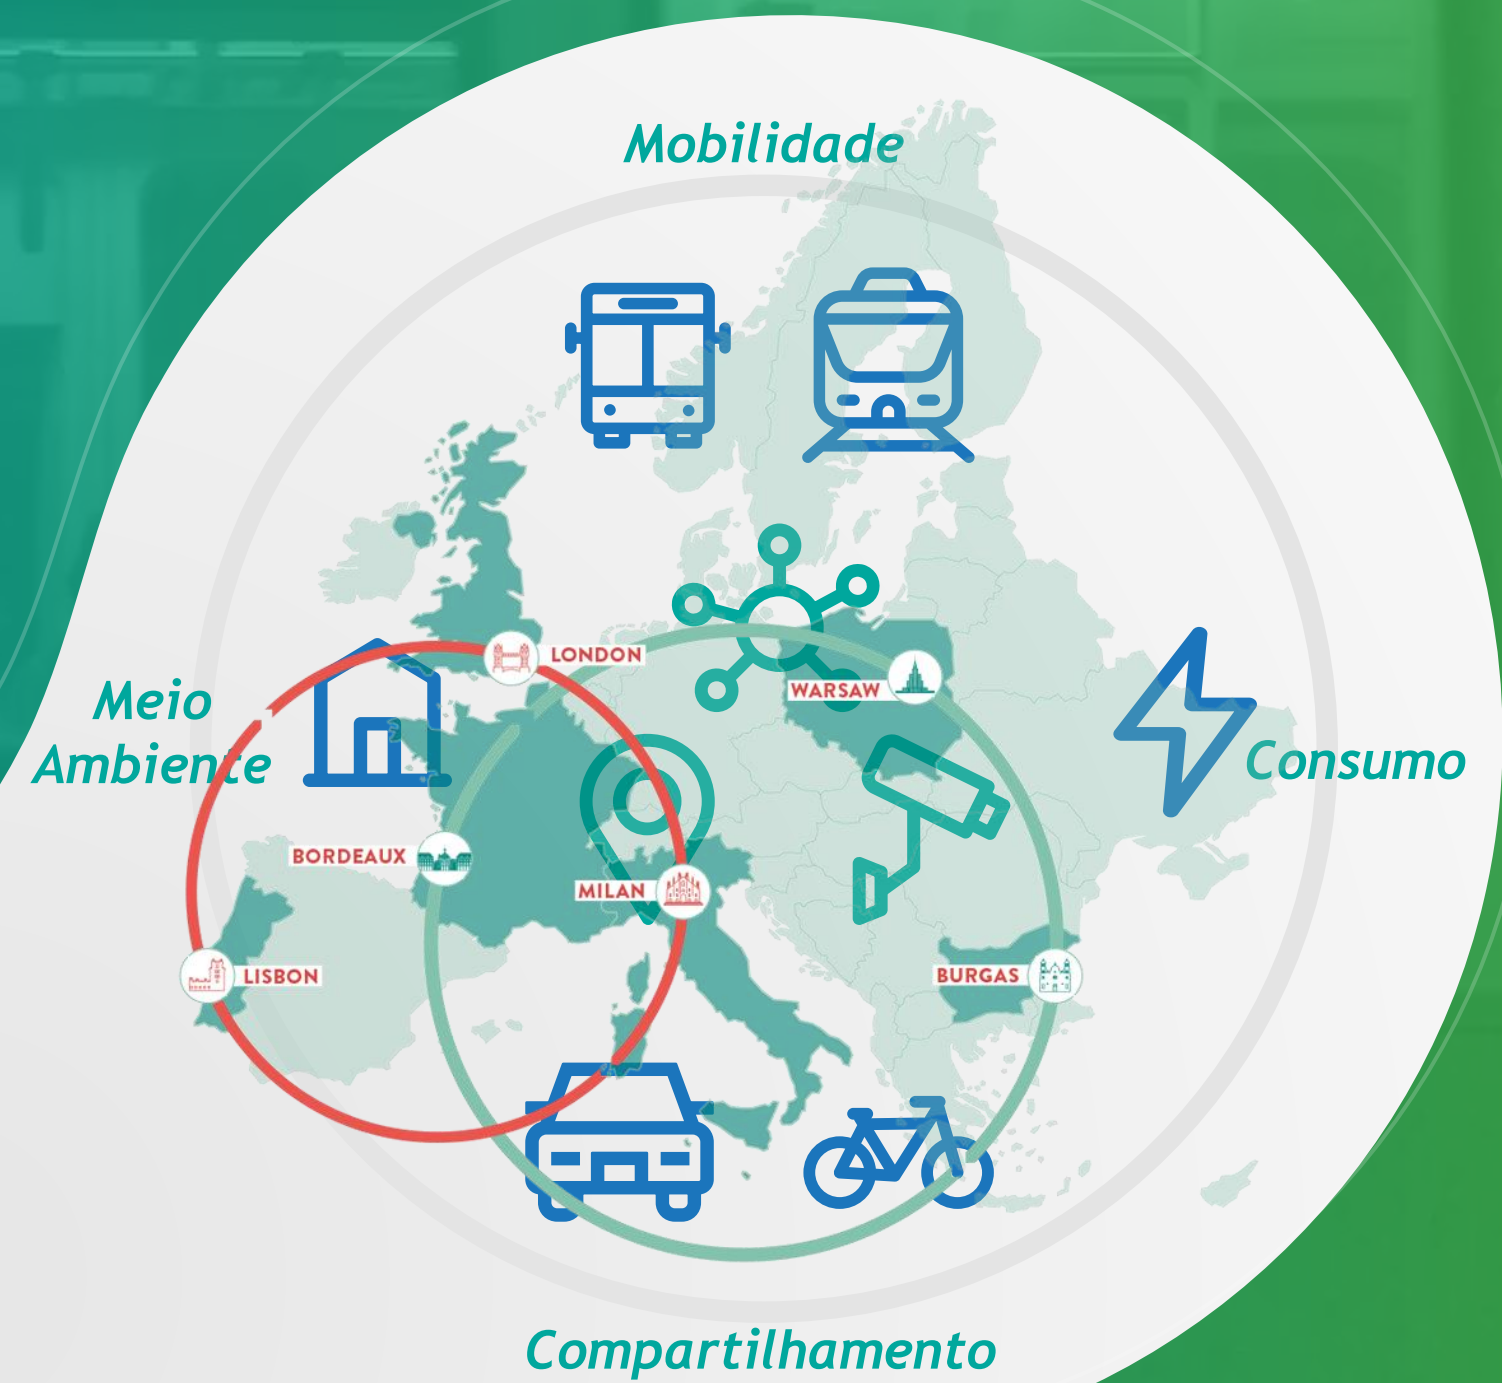 Mobilidade
LONDON
WARSAW
Meio
Ambiente
Consumo
BORDEAUX
MILAN
LISBON
BURGAS
Compartilhamento